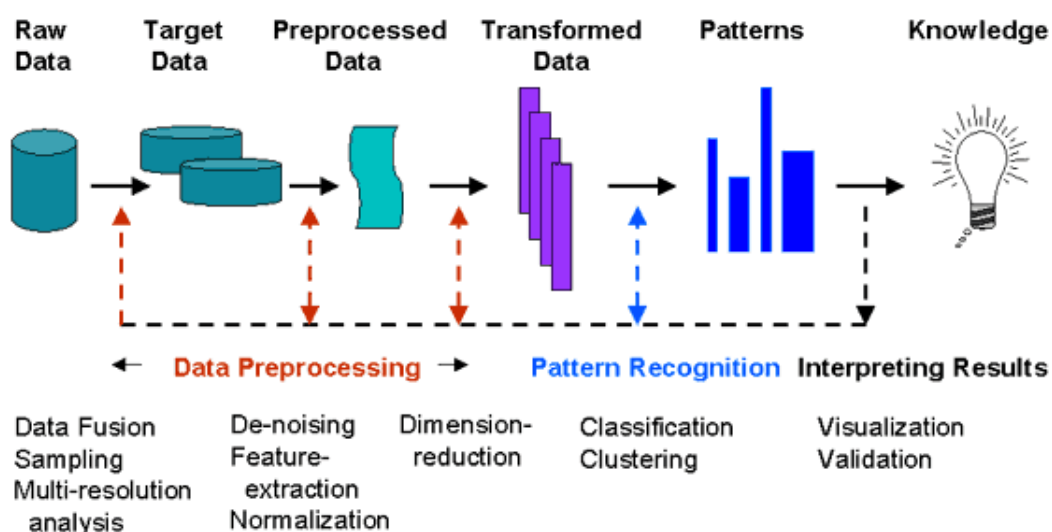 Raw Data
Target Data
Preprocessed Data
Transformed Data
Patterns
Knowledge
Data Preprocessing
Pattern Recognition
Interpreting Results
Data Fusion
Sampling
Multi-resolution
analysis
De-noising
Feature-
extraction
Normalization
Dimension-
reduction
Classification
Clustering
Visualization
Validation